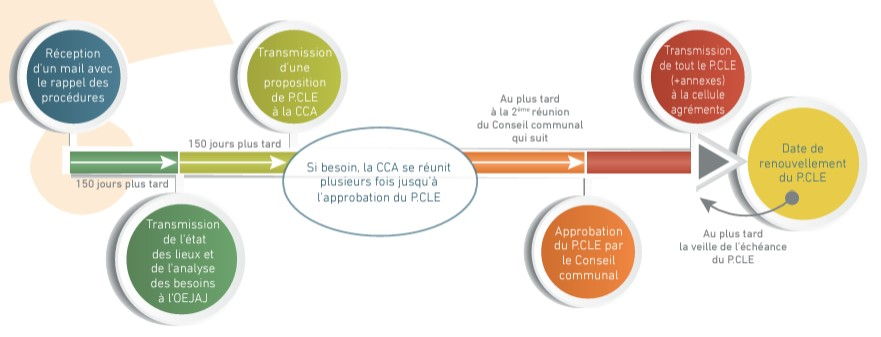 Réception
d'un mail avec
le rappel des
procédures
150 jours plus tard
Transmission
de l'état
des lieux et
de l'analyse
des besoins
à l'OEJAJ
150 jours plus tard
Transmission
d'une
proposition
de P.CLE
à la CCA
Si besoin, la CCA se réunit
plusieurs fois jusqu'à
l'approbation du P.CLE
Au plus tard
à la 2ème réunion
du Conseil communal
qui suit
Approbation
du P.CLE par
le Conseil
communal
Transmission
de tout le P.CLE
(+annexes)
à la cellule
agréments
Au plus tard
la veille de l'échéance
du P.CLE
Date de
renouvellement
du P.CLE